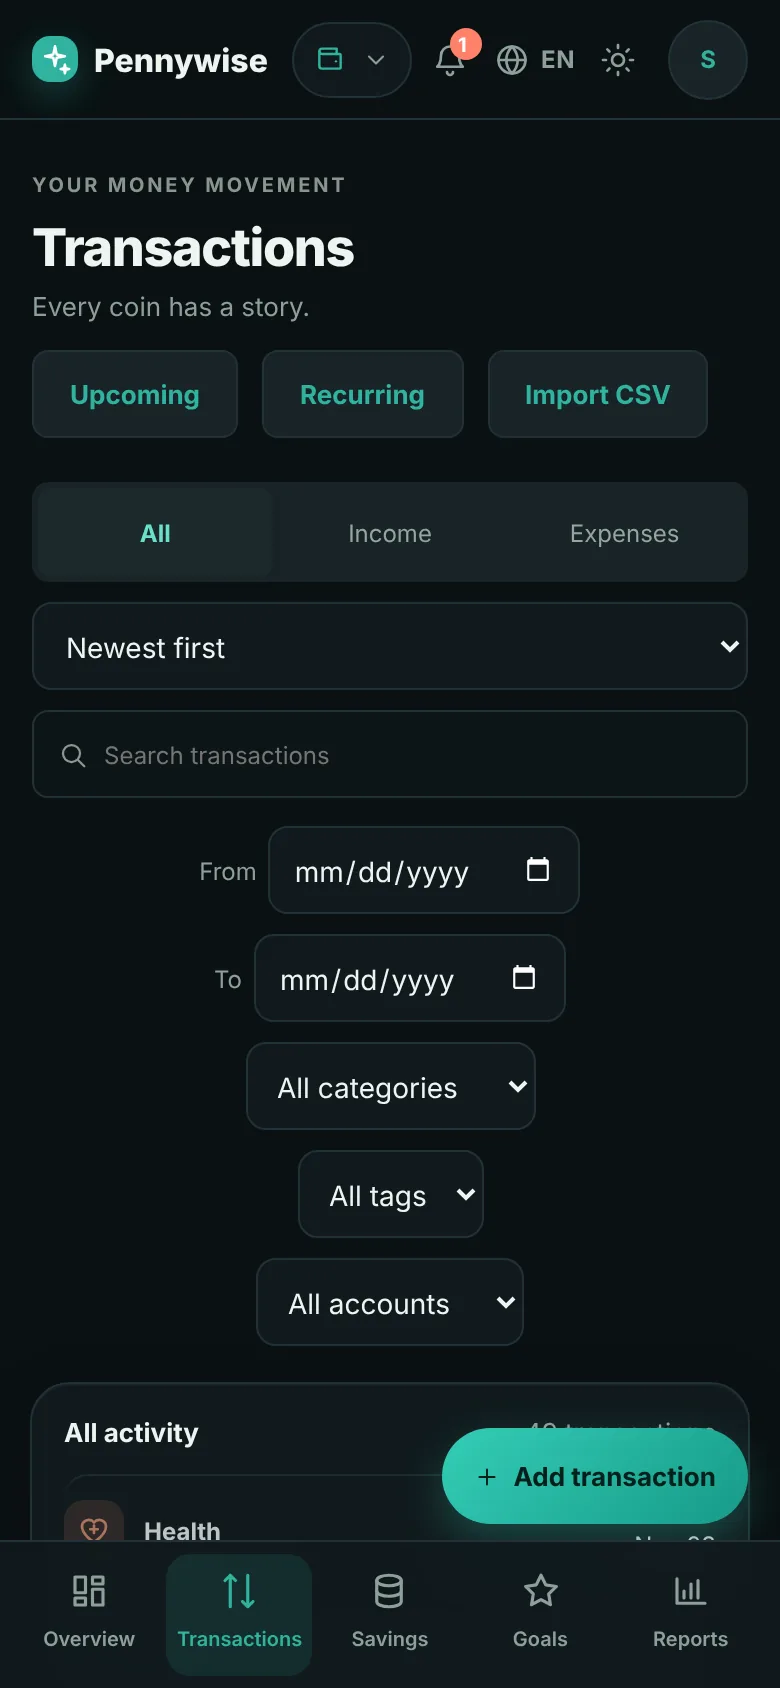 Pennywise
1
EN
S
YOUR MONEY MOVEMENT
Transactions
Every coin has a story.
Upcoming Recurring Import CSV
All Income Expenses
Newest first
Search transactions
From mm/dd/yyyy
To mm/dd/yyyy
All categories
All tags
All accounts
All activity
+ Add transaction
Health
Overview Transactions Savings Goals Reports